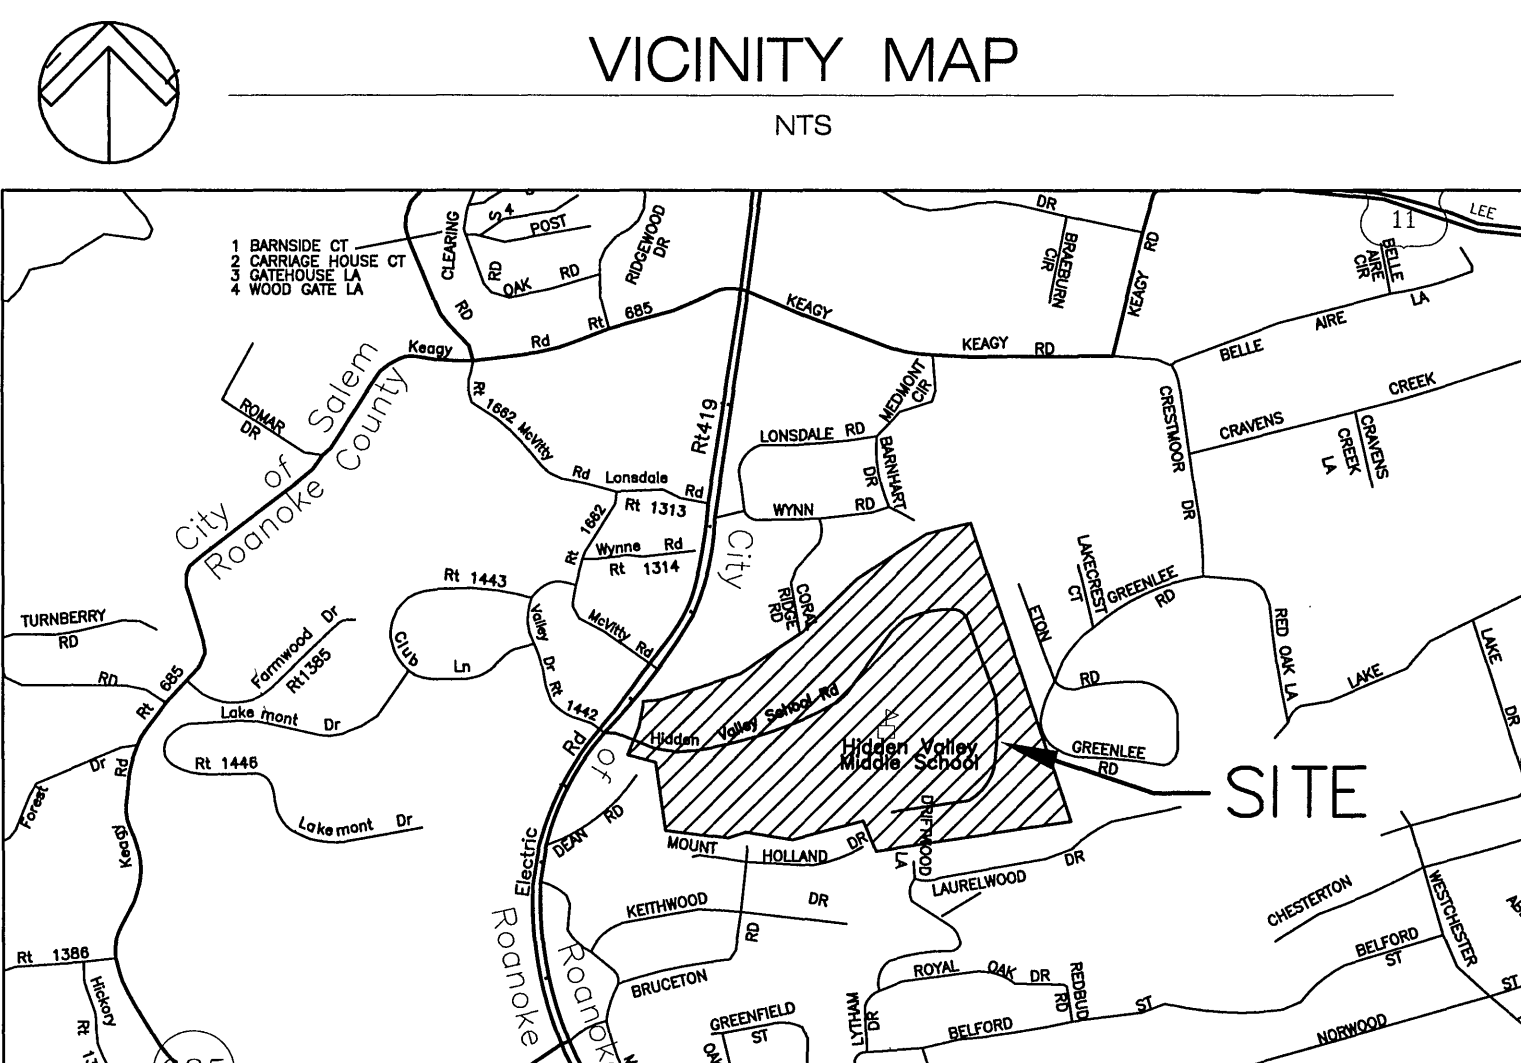 VICINITY MAP
NTS
1 BARNSIDE CT
2 CARRIAGE HOUSE CT
3 GATEHOUSE LA
4 WOOD GATE LA
CLEARING
RD
S 4
POST
RD
OAK RD
RIDGEWOOD
DR
DR
BRAEBURN
CIR
KEAGY RD
11
LEE
BELLE
AIRE
CIR
BELLE AIRE LA
Keagy Rd Rt 685
KEAGY
KEAGY RD
ROMAR
DR
City of Salem
Roanoke County
Rt 1662 McVitty Rd
Lonsdale Rd
Rt 1313
Rt 1662
Wynne Rd
Rt 1314
McVitty Rd
Rt419
MEDMONT
CIR
LONSDALE RD
BARNHART
DR
WYNN RD
CRESTMOOR DR
CRAVENS CREEK
CRAVENS
CREEK
LA
City of Roanoke
CORAL
RIDGE
RD
LAKECREST
CT
GREENLEE
RD
ETON
RD
RED OAK LA
LAKE
LAKE DR
TURNBERRY
RD
RD
Rt 685
Farmwood Dr
Rt1385
Rt 1443
Club Ln
Valley Dr Rt 1442
Lakemont Dr
Rt 1446
Lakemont Dr
Forest Dr
Keagy Rd
Hidden Valley School Rd
Hidden Valley
Middle School
GREENLEE
RD
SITE
Electric Rd
DEAN RD
MOUNT HOLLAND DR
DRIFTWOOD
LA
LAURELWOOD DR
KEITHWOOD DR
BRUCETON RD
Roanoke
CHESTERTON
WESTCHESTER
BELFORD
ST
ROYAL OAK DR
REDBUD
RD
LYTHAM
DR
BELFORD ST
NORWOOD ST
GREENFIELD
ST
Rt 1386
Hickory
Rt